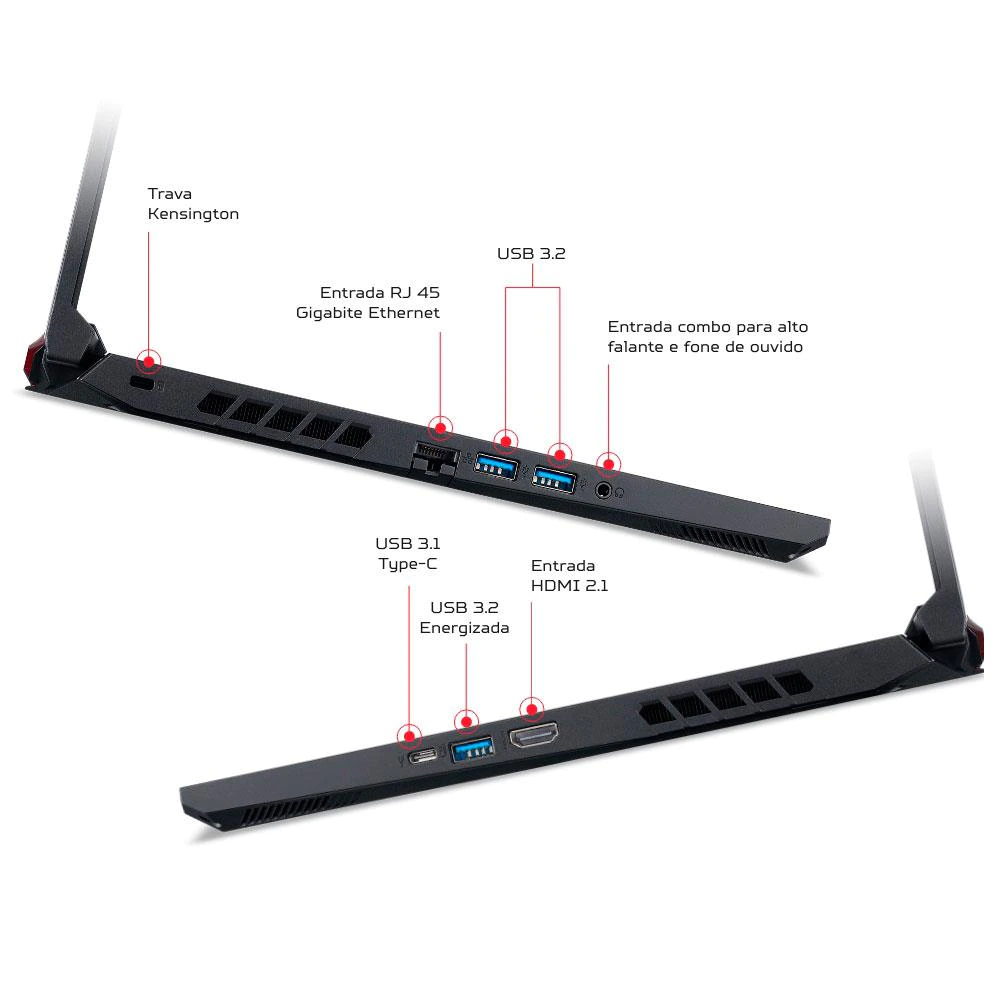 Trava
Kensington
USB 3.2
Entrada RJ 45
Gigabite Ethernet
Entrada combo para alto
falante e fone de ouvido
USB 3.1
Type-C
Entrada
HDMI 2.1
USB 3.2
Energizada